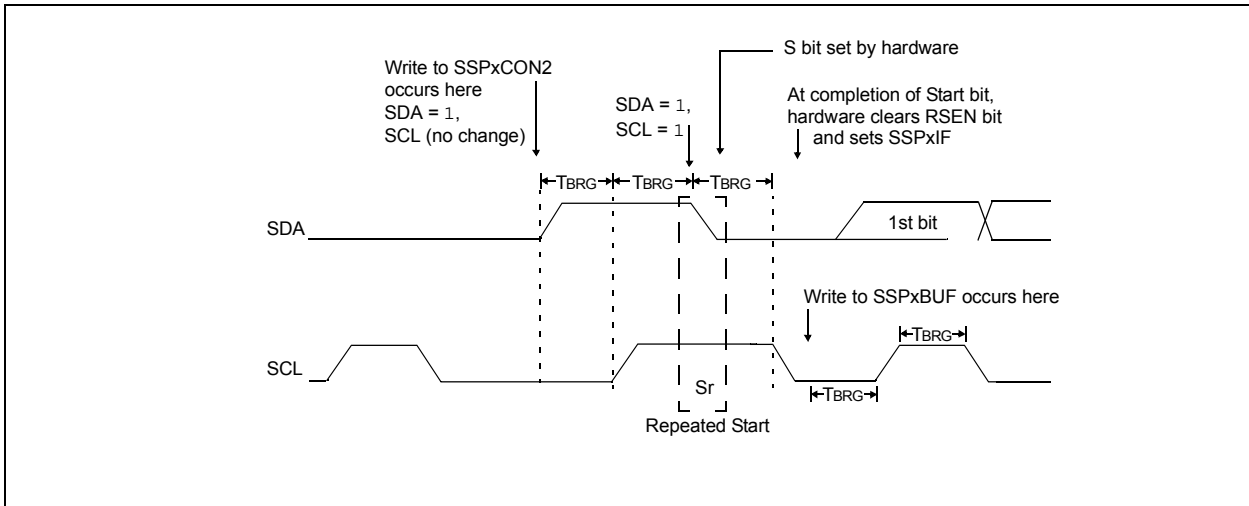 S bit set by hardware
Write to SSPxCON2
occurs here
SDA = 1,
SCL (no change)
SDA = 1,
SCL = 1
At completion of Start bit,
hardware clears RSEN bit
and sets SSPxIF
TBRG TBRG TBRG
SDA
1st bit
Write to SSPxBUF occurs here
TBRG
SCL
Sr
TBRG
Repeated Start